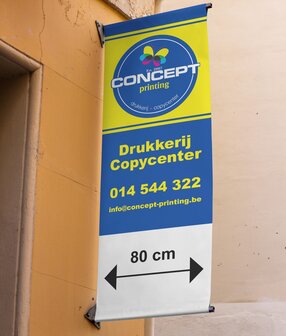 CONCEPT
printing
drukkerij - copycenter
Drukkerij
Copycenter
014 544 322
info@concept-printing.be
80 cm